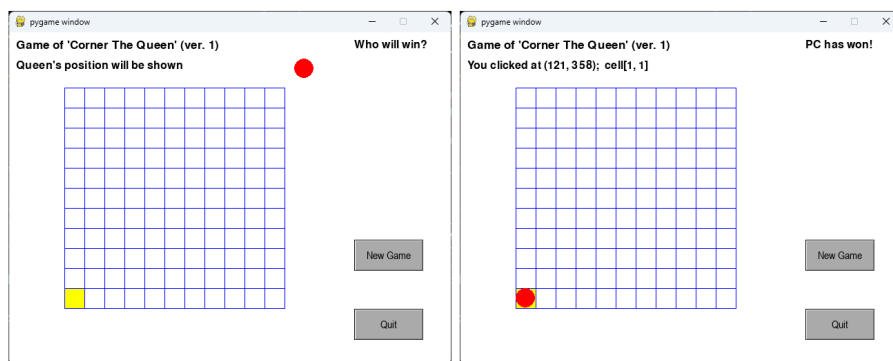 pygame window
Game of 'Corner The Queen' (ver. 1)
Who will win?
Queen's position will be shown
New Game
Quit
pygame window
Game of 'Corner The Queen' (ver. 1)
PC has won!
You clicked at (121, 358); cell[1, 1]
New Game
Quit